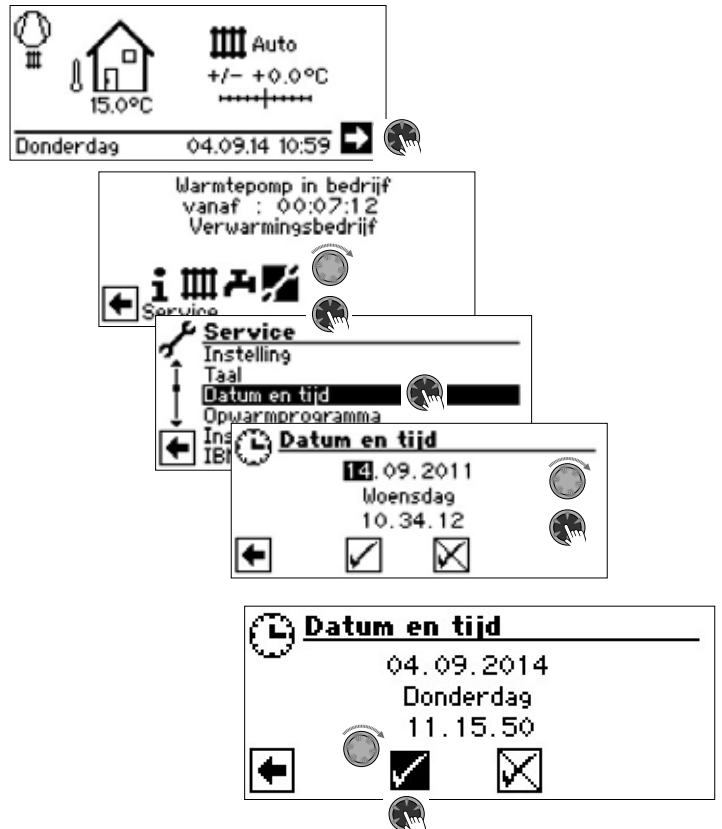 Auto
+/- +0.0°C
15.0°C
Donderdag 04.09.14 10:59
Warmtepomp in bedrijf
vanaf : 00:07:12
Verwarmingsbedrijf
Service
Service
Instelling
Taal
Datum en tijd
Opwarmprogramma
Datum en tijd
14.09.2011
Woensdag
10.34.12
Datum en tijd
04.09.2014
Donderdag
11.15.50